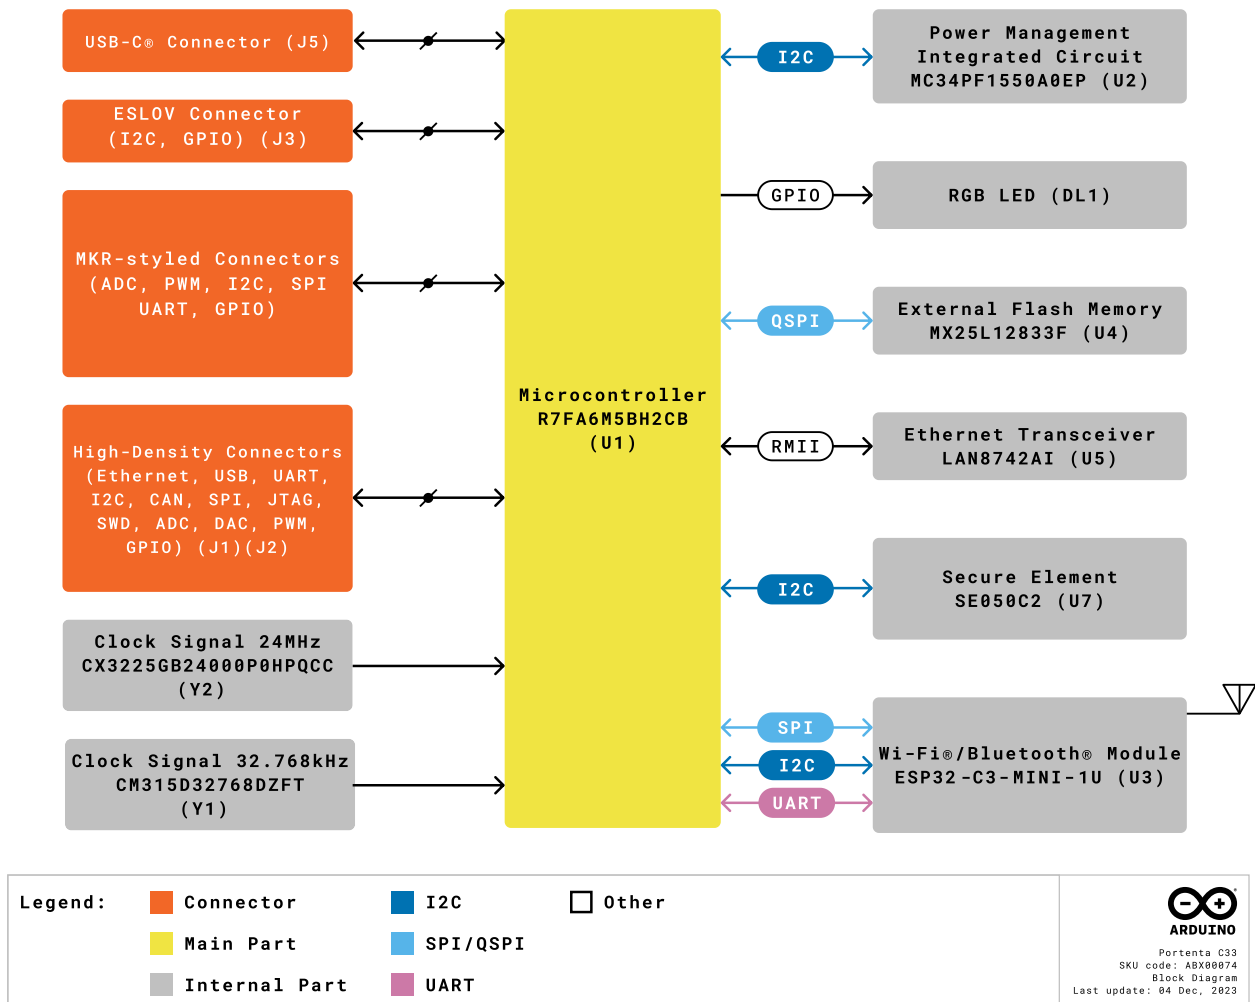 USB-C® Connector (J5)
ESLOV Connector
(I2C, GPIO) (J3)
MKR-styled Connectors
(ADC, PWM, I2C, SPI
UART, GPIO)
High-Density Connectors
(Ethernet, USB, UART,
I2C, CAN, SPI, JTAG,
SWD, ADC, DAC, PWM,
GPIO) (J1)(J2)
Clock Signal 24MHz
CX3225GB24000P0HPQCC
(Y2)
Clock Signal 32.768kHz
CM315D32768DZFT
(Y1)
Microcontroller
R7FA6M5BH2CB
(U1)
I2C
Power Management
Integrated Circuit
MC34PF1550A0EP (U2)
GPIO
RGB LED (DL1)
QSPI
External Flash Memory
MX25L12833F (U4)
RMII
Ethernet Transceiver
LAN8742AI (U5)
I2C
Secure Element
SE050C2 (U7)
SPI
I2C
UART
Wi-Fi®/Bluetooth® Module
ESP32-C3-MINI-1U (U3)
Legend:
Connector
Main Part
Internal Part
I2C
SPI/QSPI
UART
Other
ARDUINO
Portenta C33
SKU code: ABX00074
Block Diagram
Last update: 04 Dec, 2023